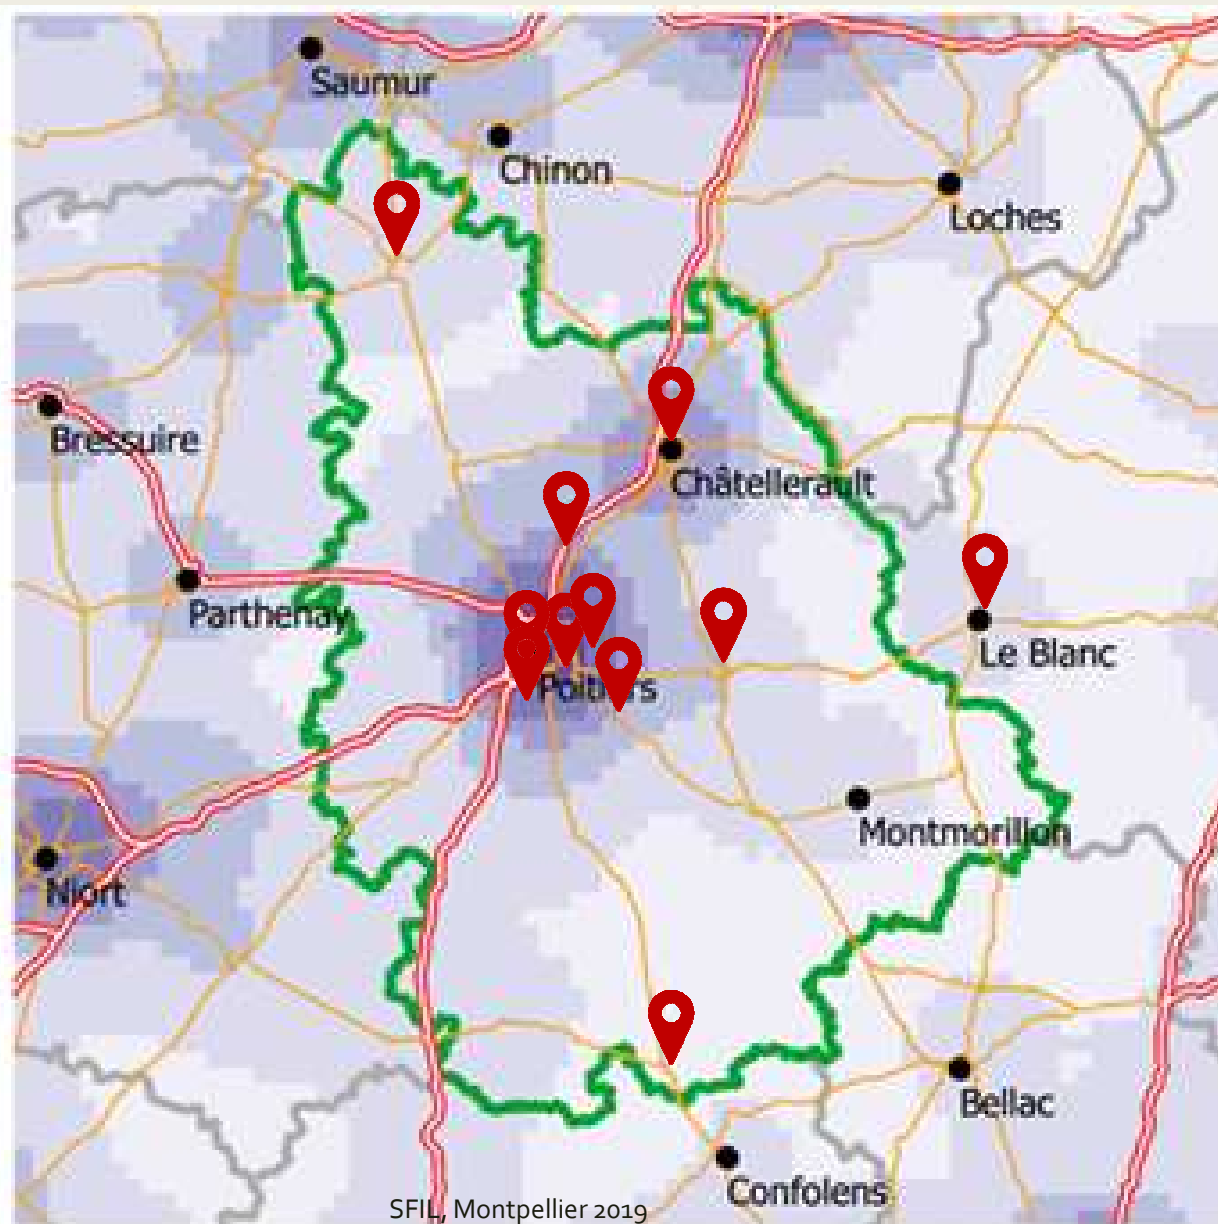 Saumur
Chinon
Loches
Bressuire
Châtellerault
Parthenay
Le Blanc
Poitiers
Montmorillon
Niort
Bellac
Confolens
SFIL, Montpellier 2019